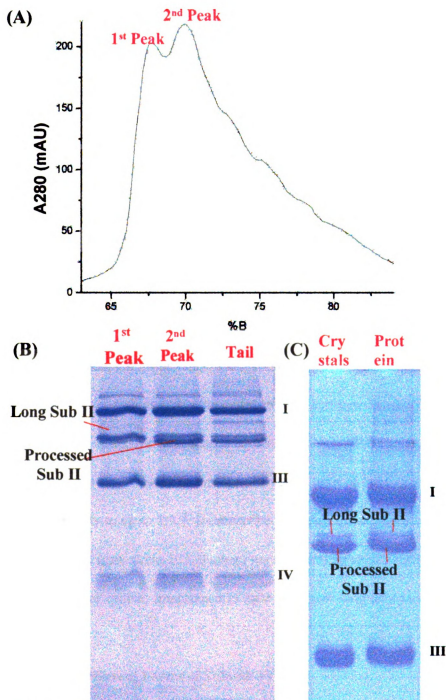 (A)
2nd Peak
1st Peak
200
150
100
50
0
A280 (mAU)
65
70
75
80
%B
(B)
1st Peak
2nd Peak
Tail
(C)
Cry stals
Prot ein
Long Sub II
Processed Sub II
I
III
IV
Long Sub II
Processed Sub II
I
III